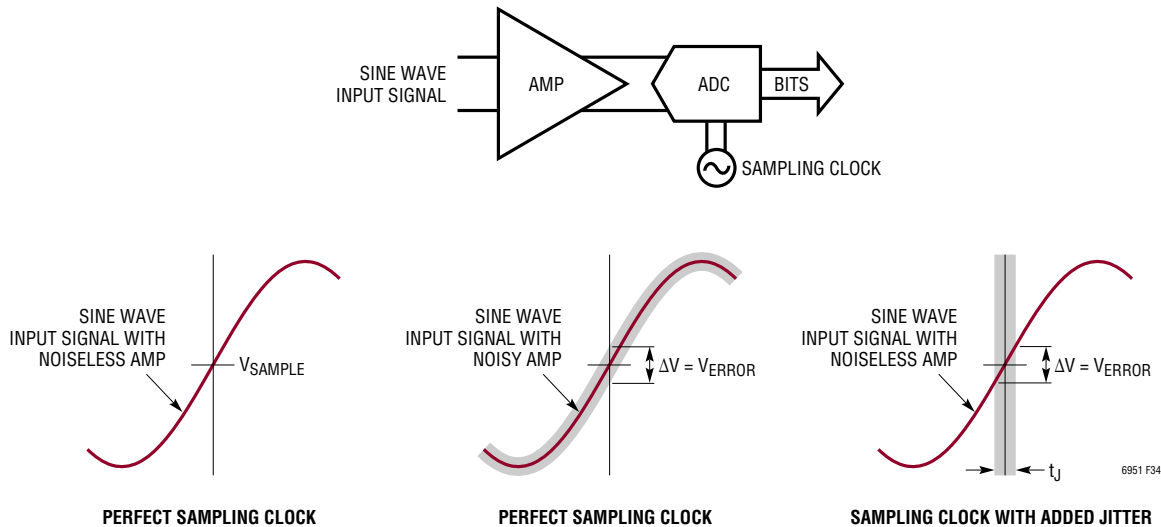 SINE WAVE
INPUT SIGNAL
AMP
ADC
BITS
SAMPLING CLOCK
SINE WAVE
INPUT SIGNAL WITH
NOISELESS AMP
VSAMPLE
PERFECT SAMPLING CLOCK
SINE WAVE
INPUT SIGNAL WITH
NOISY AMP
ΔV = VERROR
PERFECT SAMPLING CLOCK
SINE WAVE
INPUT SIGNAL WITH
NOISELESS AMP
ΔV = VERROR
tJ
6951 F34
SAMPLING CLOCK WITH ADDED JITTER